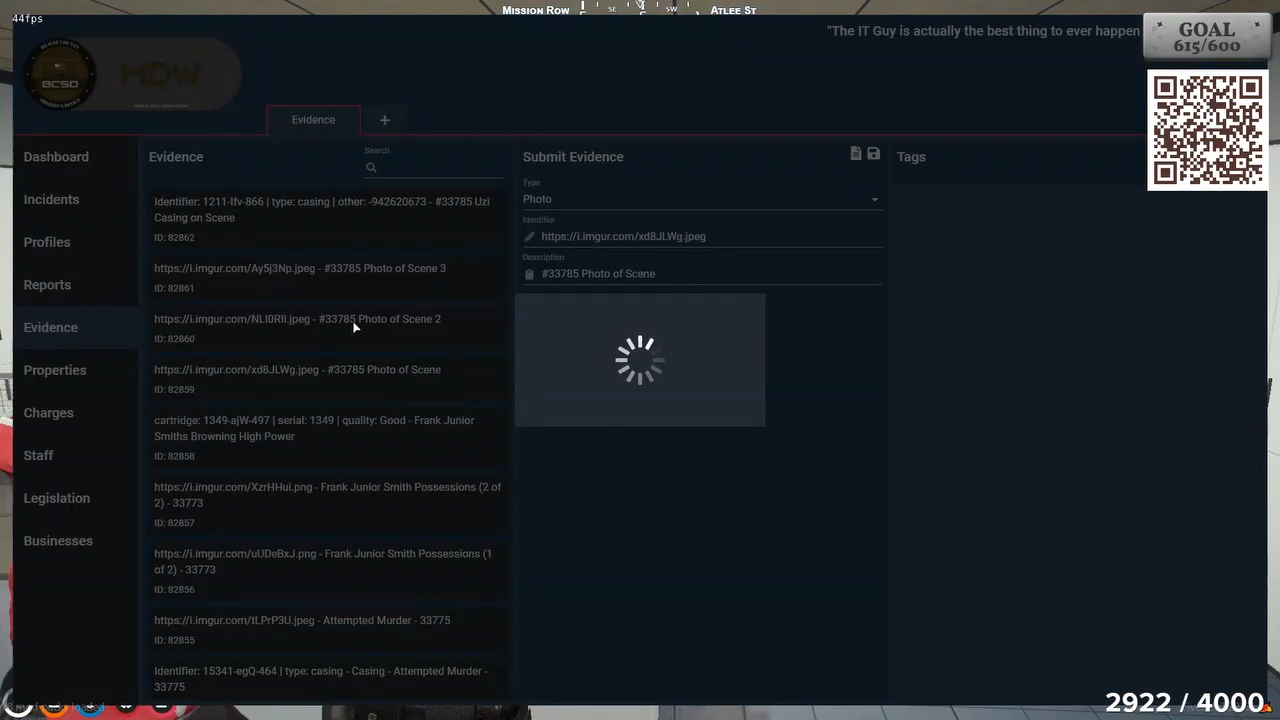 44fps
Mission Row
SE
SW
ATLEE ST
"The IT Guy is actually the best thing to ever happen
GOAL
615/600
BCSO
MDW
Evidence
+
Dashboard
Incidents
Profiles
Reports
Evidence
Properties
Charges
Staff
Legislation
Businesses
Evidence
Search
Identifier: 1211-Ifv-866 | type: casing | other: -942620673 - #33785 Uzi
Casing on Scene
ID: 82862
https://i.imgur.com/Ay5j3Np.jpeg - #33785 Photo of Scene 3
ID: 82861
https://i.imgur.com/NLI0RIl.jpeg - #33785 Photo of Scene 2
ID: 82860
https://i.imgur.com/xd8JLWg.jpeg - #33785 Photo of Scene
ID: 82859
cartridge: 1349-ajW-497 | serial: 1349 | quality: Good - Frank Junior
Smiths Browning High Power
ID: 82858
https://i.imgur.com/XzrHHui.png - Frank Junior Smith Possessions (2 of
2) - 33773
ID: 82857
https://i.imgur.com/uUDeBxJ.png - Frank Junior Smith Possessions (1
of 2) - 33773
ID: 82856
https://i.imgur.com/tLPrP3U.jpeg - Attempted Murder - 33775
ID: 82855
Identifier: 15341-egQ-464 | type: casing - Casing - Attempted Murder -
33775
Submit Evidence
Type
Photo
Identifier
https://i.imgur.com/xd8JLWg.jpeg
Description
#33785 Photo of Scene
Tags
2922 / 4000